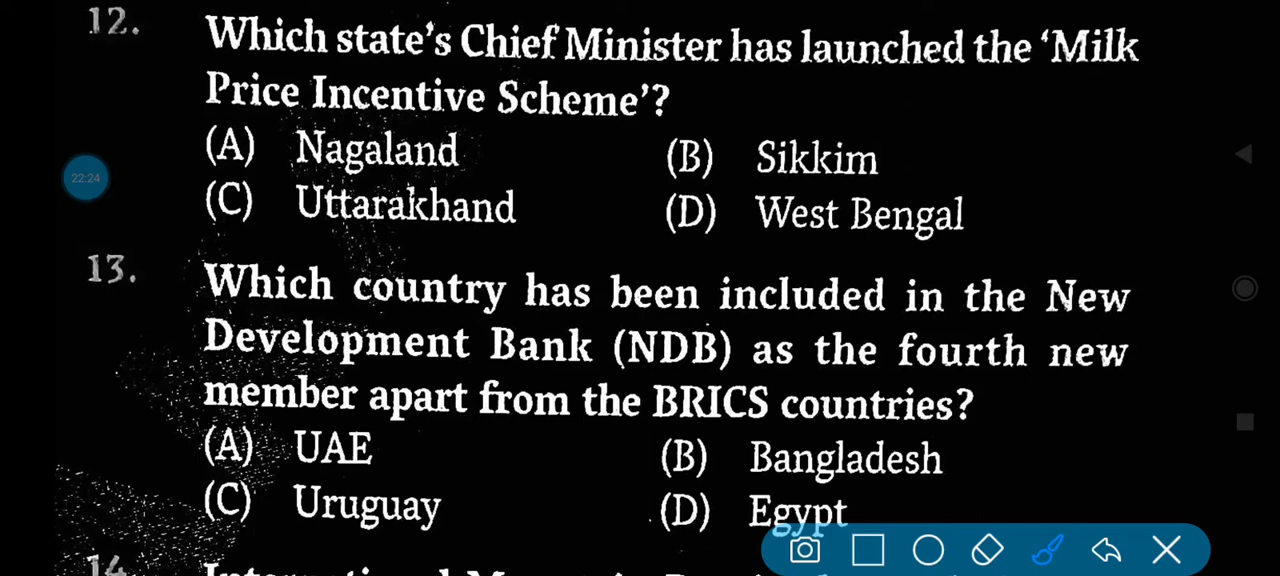 12. Which state's Chief Minister has launched the 'Milk
Price Incentive Scheme'?
(A) Nagaland (B) Sikkim
22:24
(C) Uttarakhand (D) West Bengal
13. Which country has been included in the New
Development Bank (NDB) as the fourth new
member apart from the BRICS countries?
(A) UAE (B) Bangladesh
(C) Uruguay (D) Egypt
14.